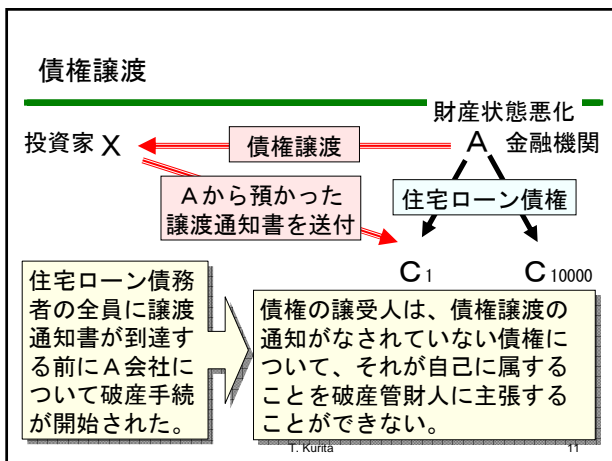 債権譲渡
財産状態悪化
投資家 X
債権譲渡
A 金融機関
Aから預かった
譲渡通知書を送付
住宅ローン債権
C1
C10000
住宅ローン債務
者の全員に譲渡
通知書が到達す
る前にA会社に
ついて破産手続
が開始された。
債権の譲受人は、債権譲渡の
通知がなされていない債権に
ついて、それが自己に属する
ことを破産管財人に主張する
ことができない。
T. Kurita
11